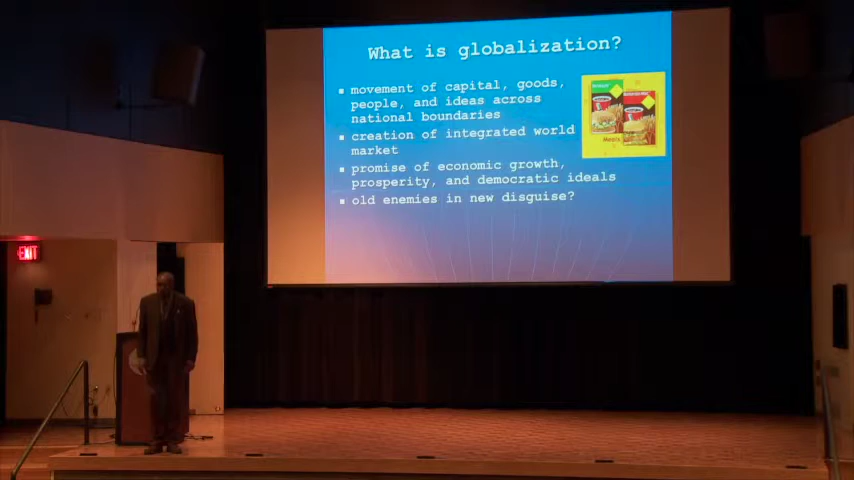 What is globalization?
▪ movement of capital, goods,
people, and ideas across
national boundaries
▪ creation of integrated world
market
▪ promise of economic growth,
prosperity, and democratic ideals
▪ old enemies in new disguise?
Meals
EXIT